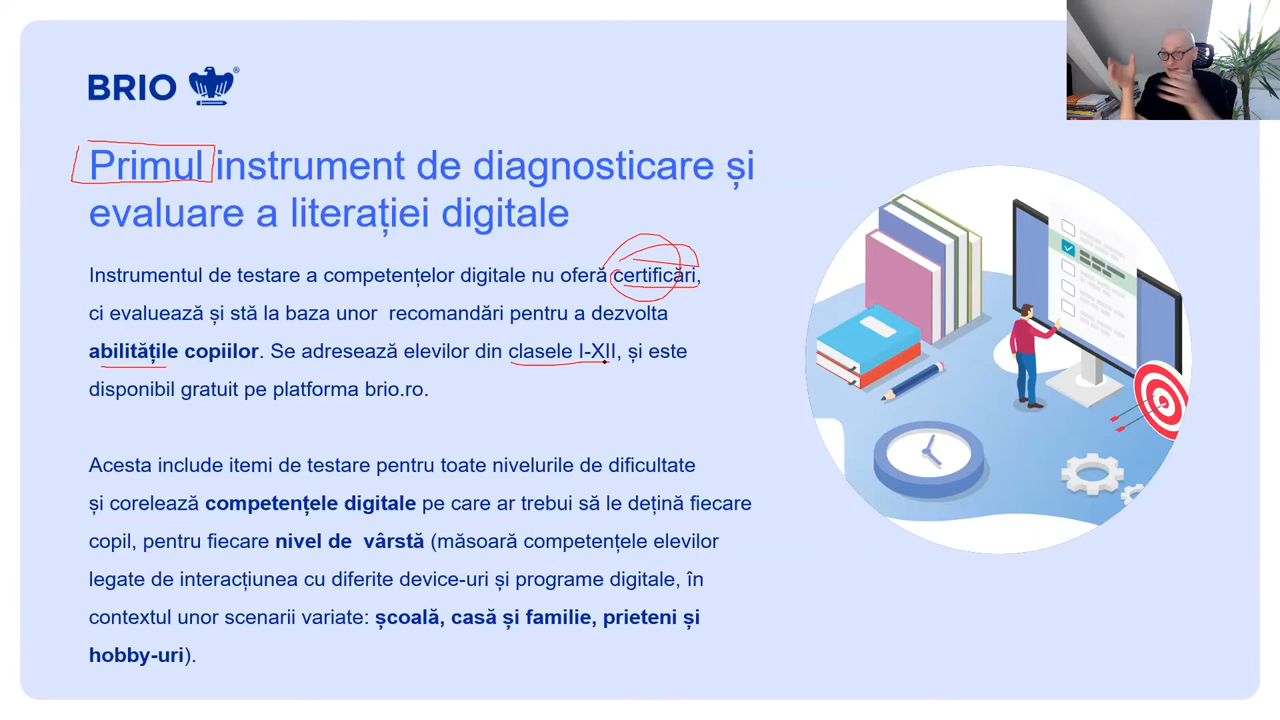 BRIO ®
Primul instrument de diagnosticare și
evaluare a literației digitale
Instrumentul de testare a competențelor digitale nu oferă certificări,
ci evaluează și stă la baza unor recomandări pentru a dezvolta
abilitățile copiilor. Se adresează elevilor din clasele I-XII, și este
disponibil gratuit pe platforma brio.ro.
Acesta include itemi de testare pentru toate nivelurile de dificultate
și corelează competențele digitale pe care ar trebui să le dețină fiecare
copil, pentru fiecare nivel de vârstă (măsoară competențele elevilor
legate de interacțiunea cu diferite device-uri și programe digitale, în
contextul unor scenarii variate: școală, casă și familie, prieteni și
hobby-uri).